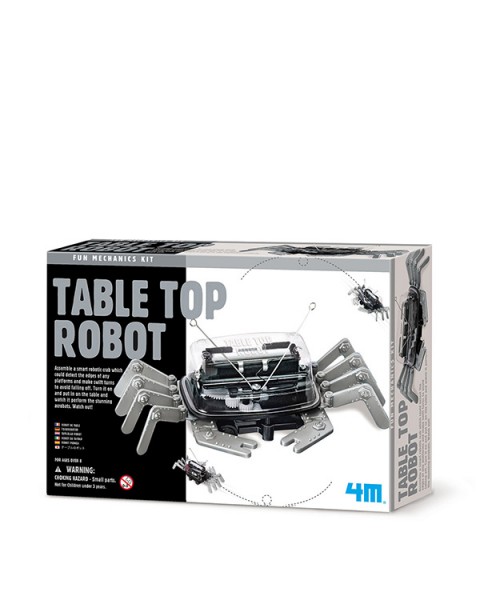 FUN MECHANICS KIT
TABLE TOP
ROBOT
Assemble a smart robotic crab which
could detect the edges of any
platforms and make swift turns
to avoid falling off. Turn it on
and put in on the table and
watch it perform the stunning
acrobats. Watch out!
FOR AGES OVER 8
WARNING:
CHOKING HAZARD - Small parts.
Not for Children under 3 years.
4M
TABLE TOP
ROBOT